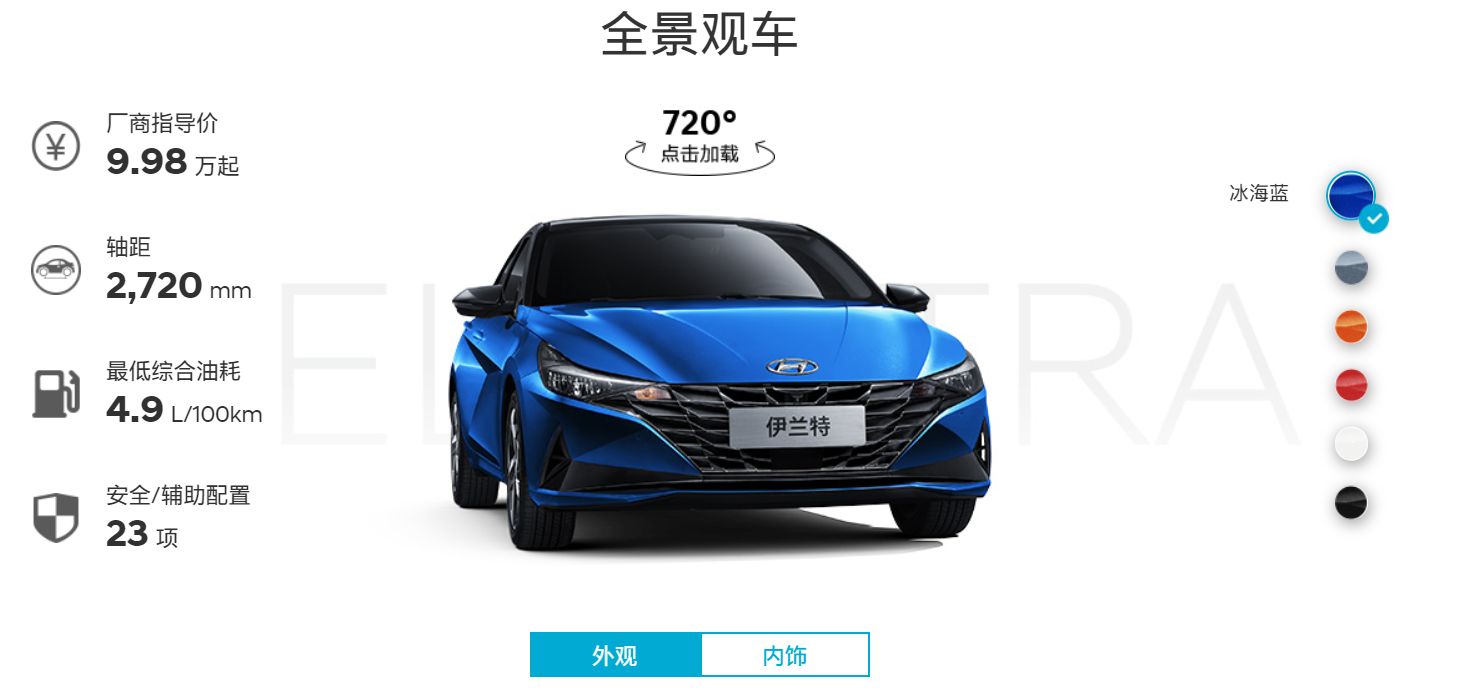 全景观车
厂商指导价
9.98 万起
轴距
2,720 mm
最低综合油耗
4.9 L/100km
安全/辅助配置
23 项
720°
点击加载
冰海蓝
伊兰特
外观
内饰